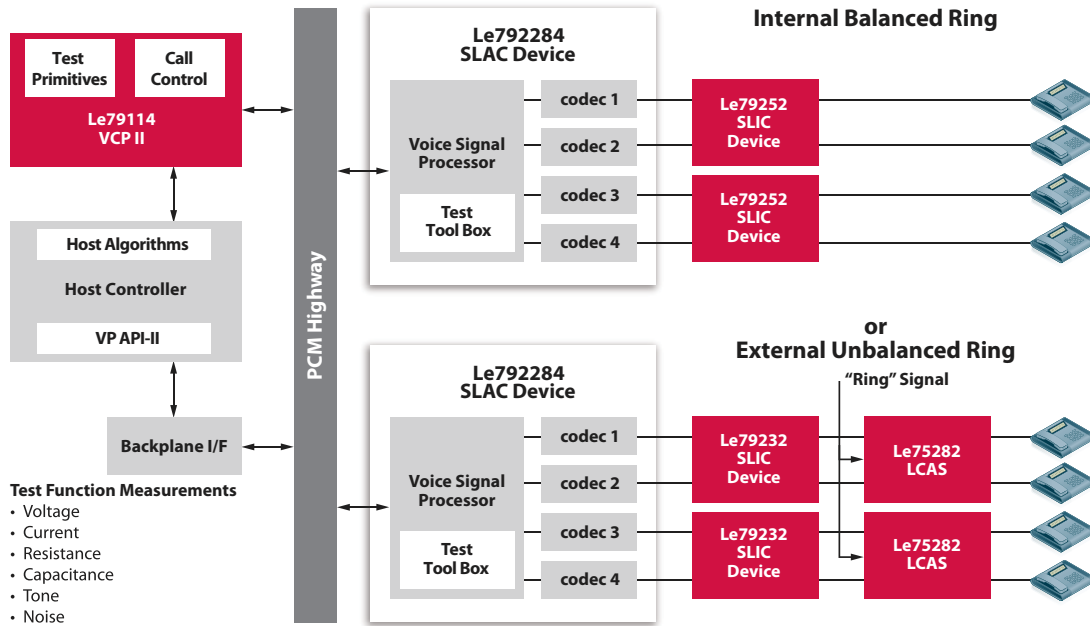 Test
Primitives
Call
Control
Le79114
VCP II
Host Algorithms
Host Controller
VP API-II
Backplane I/F
Test Function Measurements
• Voltage
• Current
• Resistance
• Capacitance
• Tone
• Noise
PCM Highway
Le792284
SLAC Device
Voice Signal
Processor
Test
Tool Box
codec 1
codec 2
codec 3
codec 4
Internal Balanced Ring
Le79252
SLIC
Device
Le79252
SLIC
Device
or
External Unbalanced Ring
"Ring" Signal
Le792284
SLAC Device
Voice Signal
Processor
Test
Tool Box
codec 1
codec 2
codec 3
codec 4
Le79232
SLIC
Device
Le79232
SLIC
Device
Le75282
LCAS
Le75282
LCAS